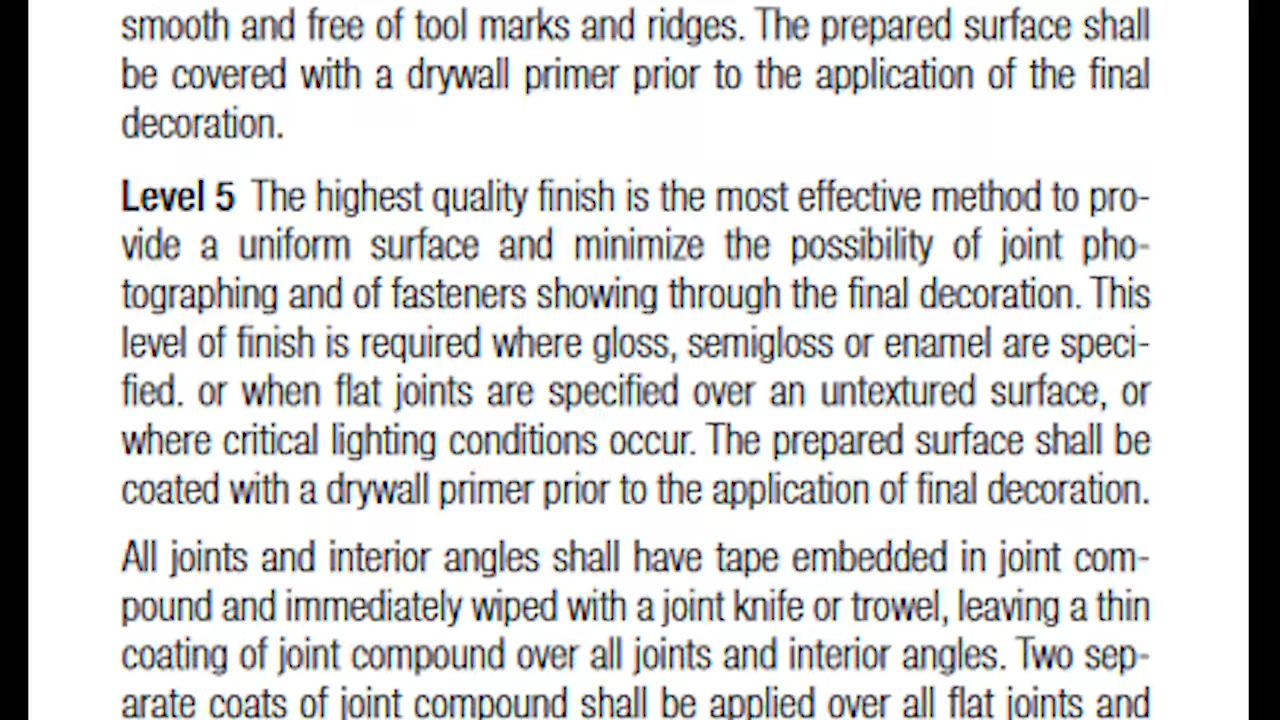 smooth and free of tool marks and ridges. The prepared surface shall
be covered with a drywall primer prior to the application of the final
decoration.
Level 5 The highest quality finish is the most effective method to pro-
vide a uniform surface and minimize the possibility of joint pho-
tographing and of fasteners showing through the final decoration. This
level of finish is required where gloss, semigloss or enamel are speci-
fied. or when flat joints are specified over an untextured surface, or
where critical lighting conditions occur. The prepared surface shall be
coated with a drywall primer prior to the application of final decoration.
All joints and interior angles shall have tape embedded in joint com-
pound and immediately wiped with a joint knife or trowel, leaving a thin
coating of joint compound over all joints and interior angles. Two sep-
arate coats of joint compound shall be applied over all flat joints and